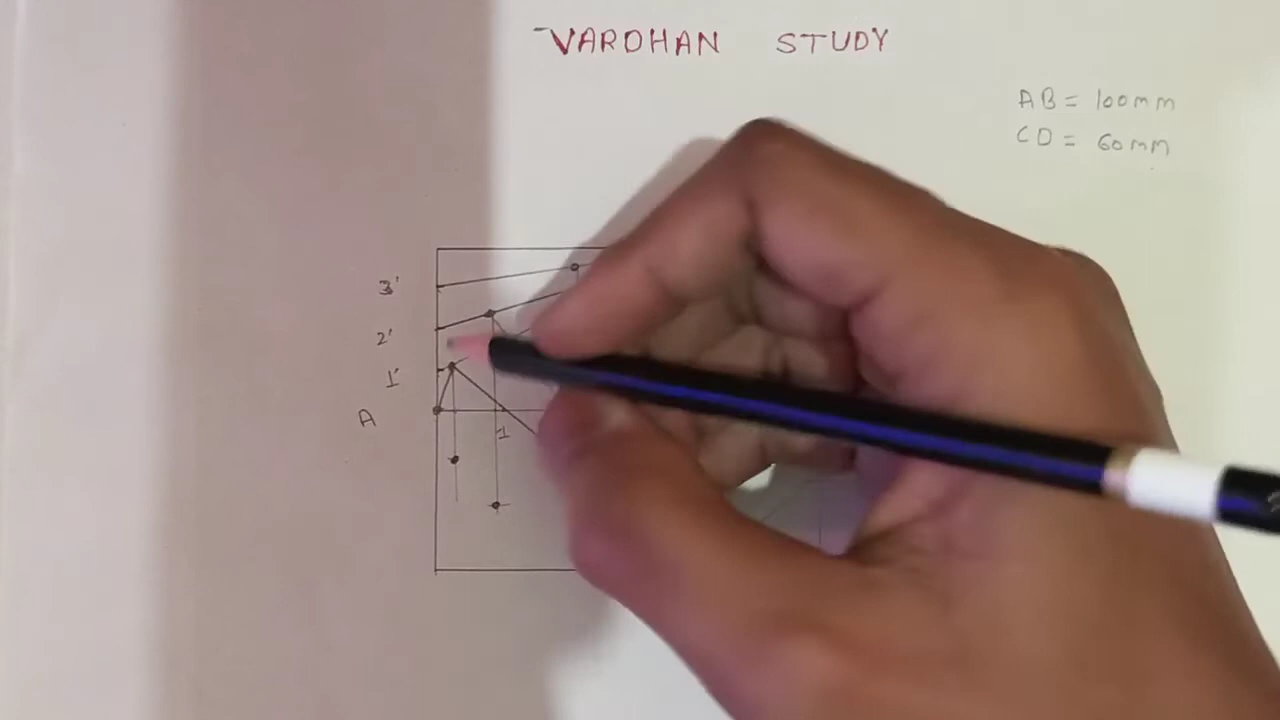 VARDHAN STUDY
AB = 100mm
CD = 60mm
3'
2'
1'
A
1